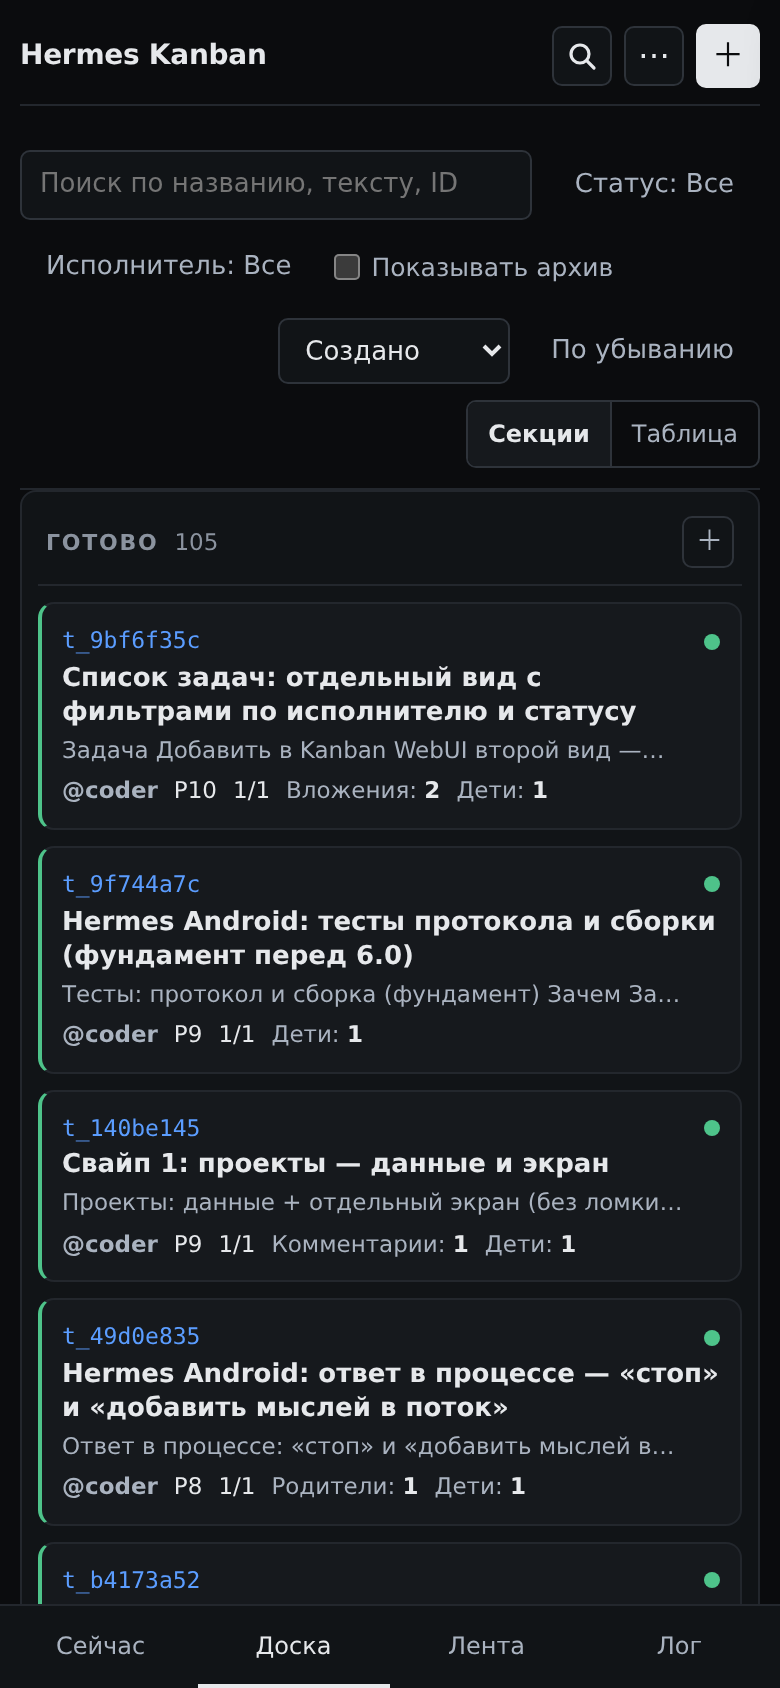 Hermes Kanban
Поиск по названию, тексту, ID
Статус: Все
Исполнитель: Все
Показывать архив
Создано
По убыванию
Секции
Таблица
ГОТОВО 105
t_9bf6f35c
Список задач: отдельный вид с
фильтрами по исполнителю и статусу
Задача Добавить в Kanban WebUI второй вид —…
@coder P10 1/1 Вложения: 2 Дети: 1
t_9f744a7c
Hermes Android: тесты протокола и сборки
(фундамент перед 6.0)
Тесты: протокол и сборка (фундамент) Зачем За…
@coder P9 1/1 Дети: 1
t_140be145
Свайп 1: проекты — данные и экран
Проекты: данные + отдельный экран (без ломки…
@coder P9 1/1 Комментарии: 1 Дети: 1
t_49d0e835
Hermes Android: ответ в процессе — «стоп»
и «добавить мыслей в поток»
Ответ в процессе: «стоп» и «добавить мыслей в…
@coder P8 1/1 Родители: 1 Дети: 1
t_b4173a52
Сейчас
Доска
Лента
Лог